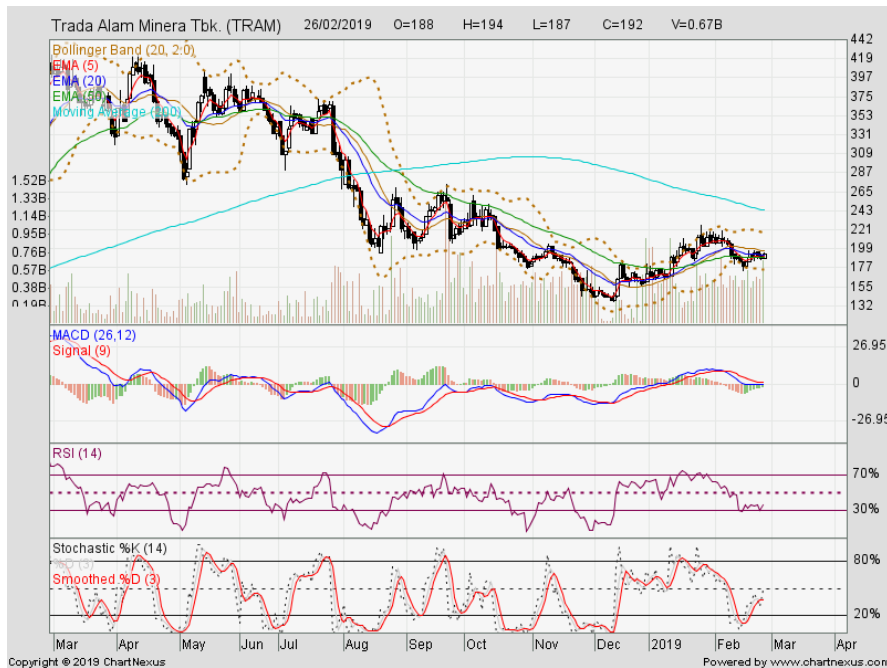 Trada Alam Minera Tbk. (TRAM) 26/02/2019 O=188 H=194 L=187 C=192 V=0.67B
Bollinger Band (20, 2.0)
EMA (5)
EMA (20)
EMA (50)
Moving Average (200)
442
419
397
375
353
331
309
287
265
243
221
199
177
155
132
1.52B
1.33B
1.14B
0.95B
0.76B
0.57B
0.38B
0.19B
MACD (26,12)
Signal (9)
26.95
0
-26.95
RSI (14)
70%
30%
Stochastic %K (14)
%D (3)
Smoothed %D (3)
80%
20%
Mar Apr May Jun Jul Aug Sep Oct Nov Dec 2019 Feb Mar Apr
Copyright © 2019 ChartNexus Powered by www.chartnexus.com